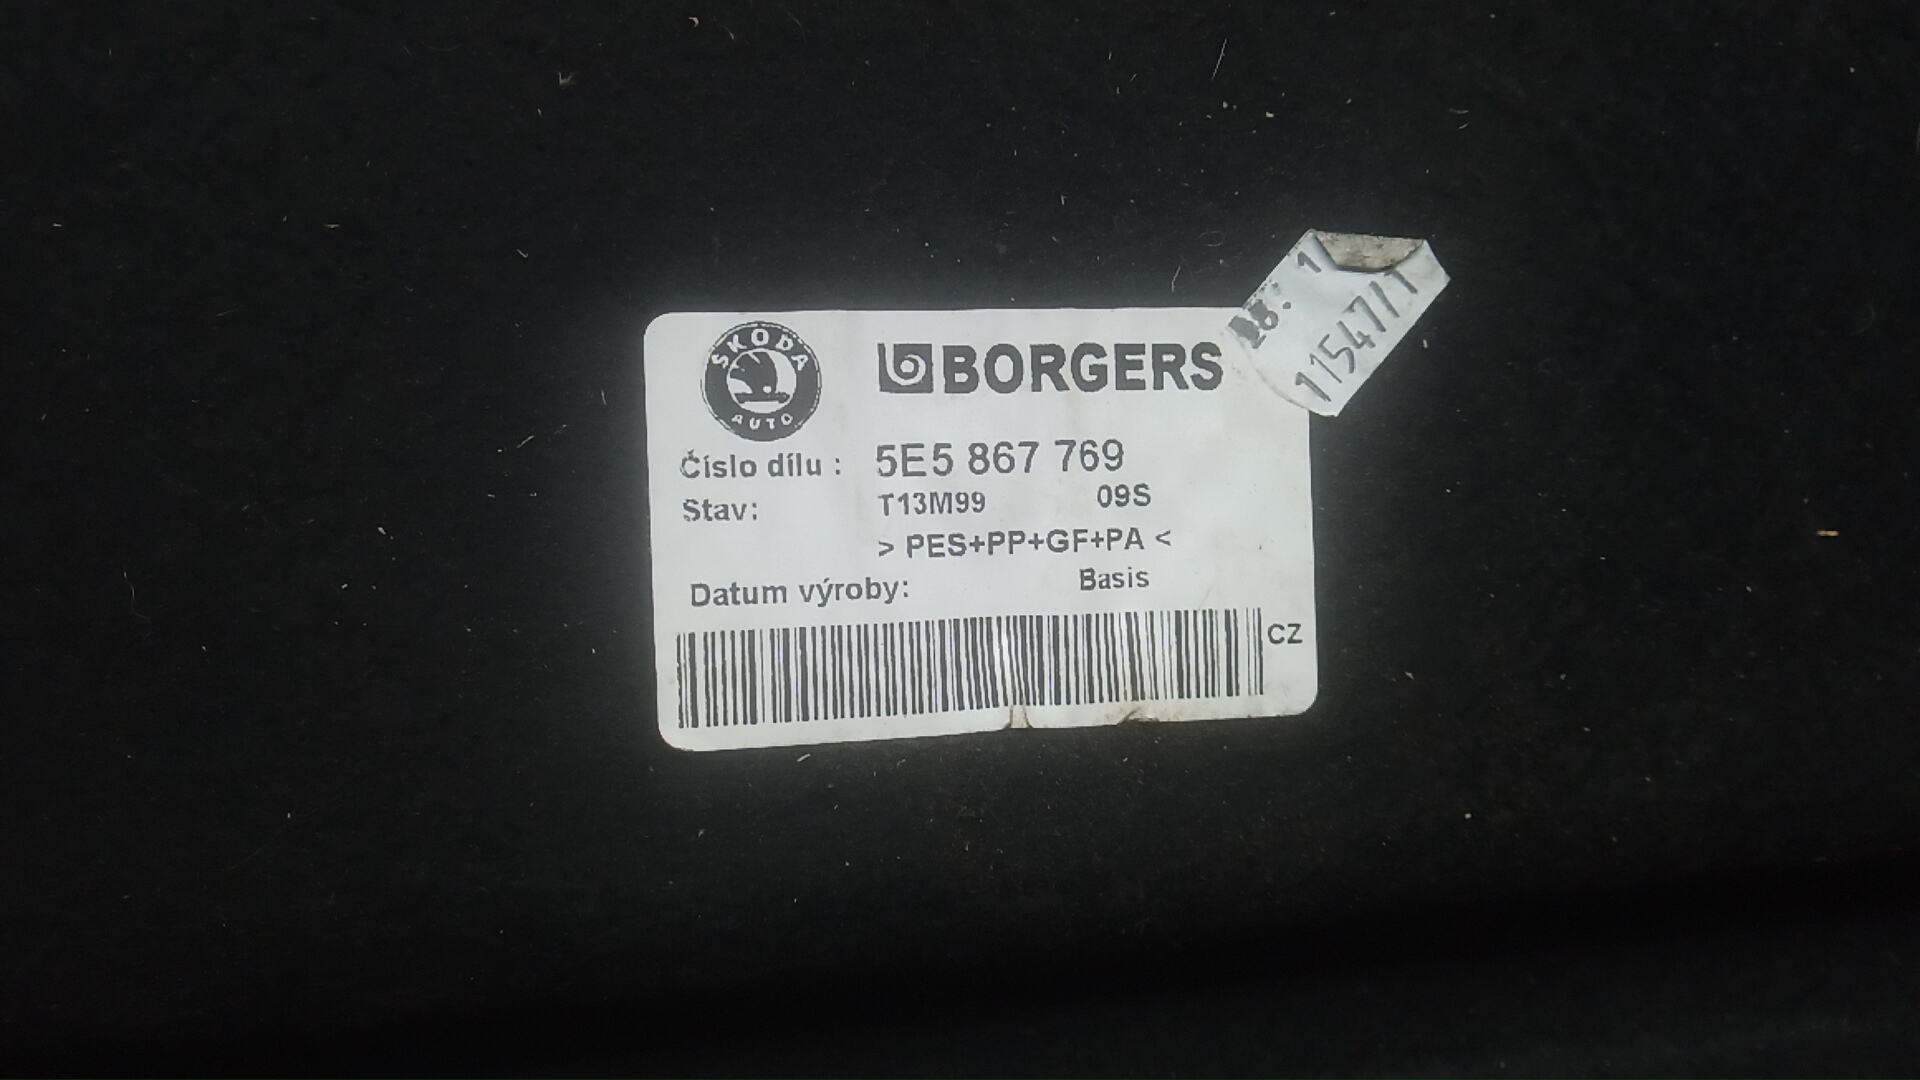 ŠKODA
AUTO
BORGERS
Číslo dílu : 5E5 867 769
Stav: T13M99 09S
> PES+PP+GF+PA <
Datum výroby: Basis
CZ
1
11547/1